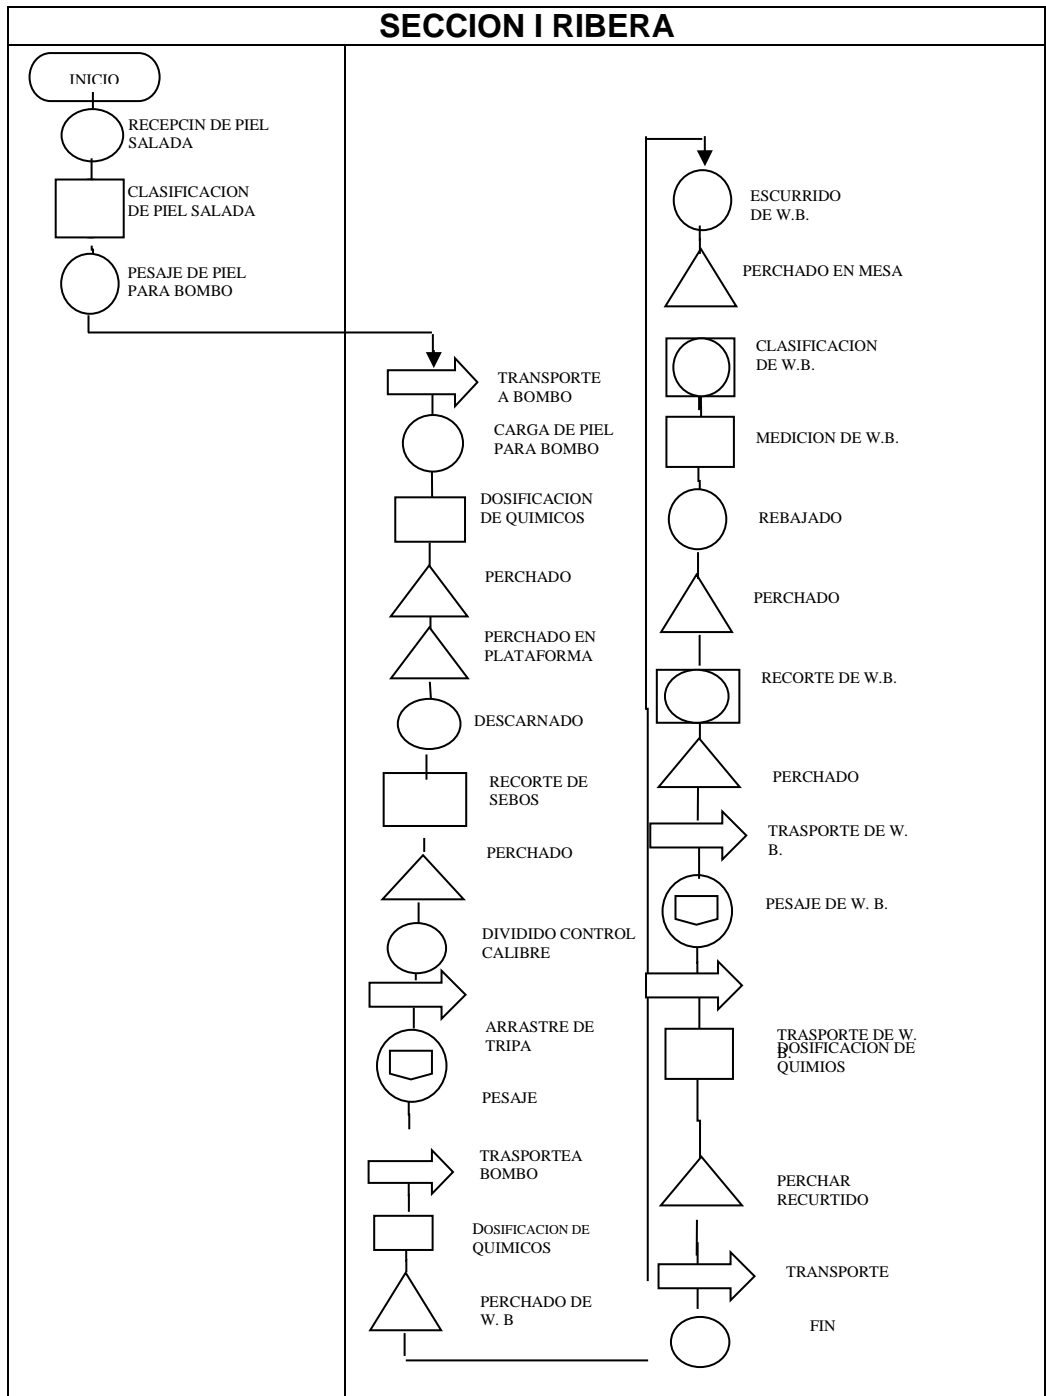 SECCION I RIBERA
INICIO
RECEPCIN DE PIEL
SALADA
CLASIFICACION
DE PIEL SALADA
PESAJE DE PIEL
PARA BOMBO
TRANSPORTE
A BOMBO
CARGA DE PIEL
PARA BOMBO
DOSIFICACION
DE QUIMICOS
PERCHADO
PERCHADO EN
PLATAFORMA
DESCARNADO
RECORTE DE
SEBOS
PERCHADO
DIVIDIDO CONTROL
CALIBRE
ARRASTRE DE
TRIPA
PESAJE
TRASPORTEA
BOMBO
DOSIFICACION DE
QUIMICOS
PERCHADO DE
W. B
ESCURRIDO
DE W.B.
PERCHADO EN MESA
CLASIFICACION
DE W.B.
MEDICION DE W.B.
REBAJADO
PERCHADO
RECORTE DE W.B.
PERCHADO
TRASPORTE DE W.
B.
PESAJE DE W. B.
TRASPORTE DE W.
B.
DOSIFICACION DE
QUIMIOS
PERCHAR
RECURTIDO
TRANSPORTE
FIN